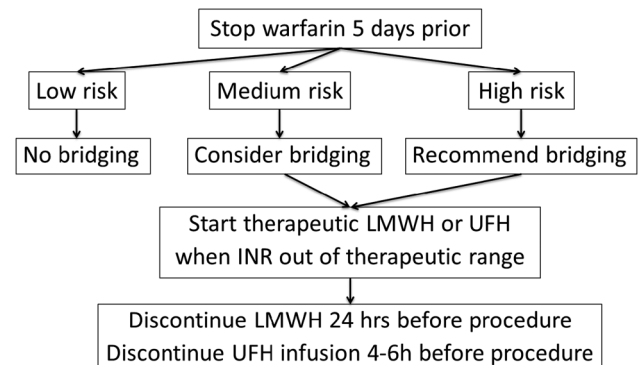 Stop warfarin 5 days prior
Low risk
Medium risk
High risk
No bridging
Consider bridging
Recommend bridging
Start therapeutic LMWH or UFH
when INR out of therapeutic range
Discontinue LMWH 24 hrs before procedure
Discontinue UFH infusion 4-6h before procedure